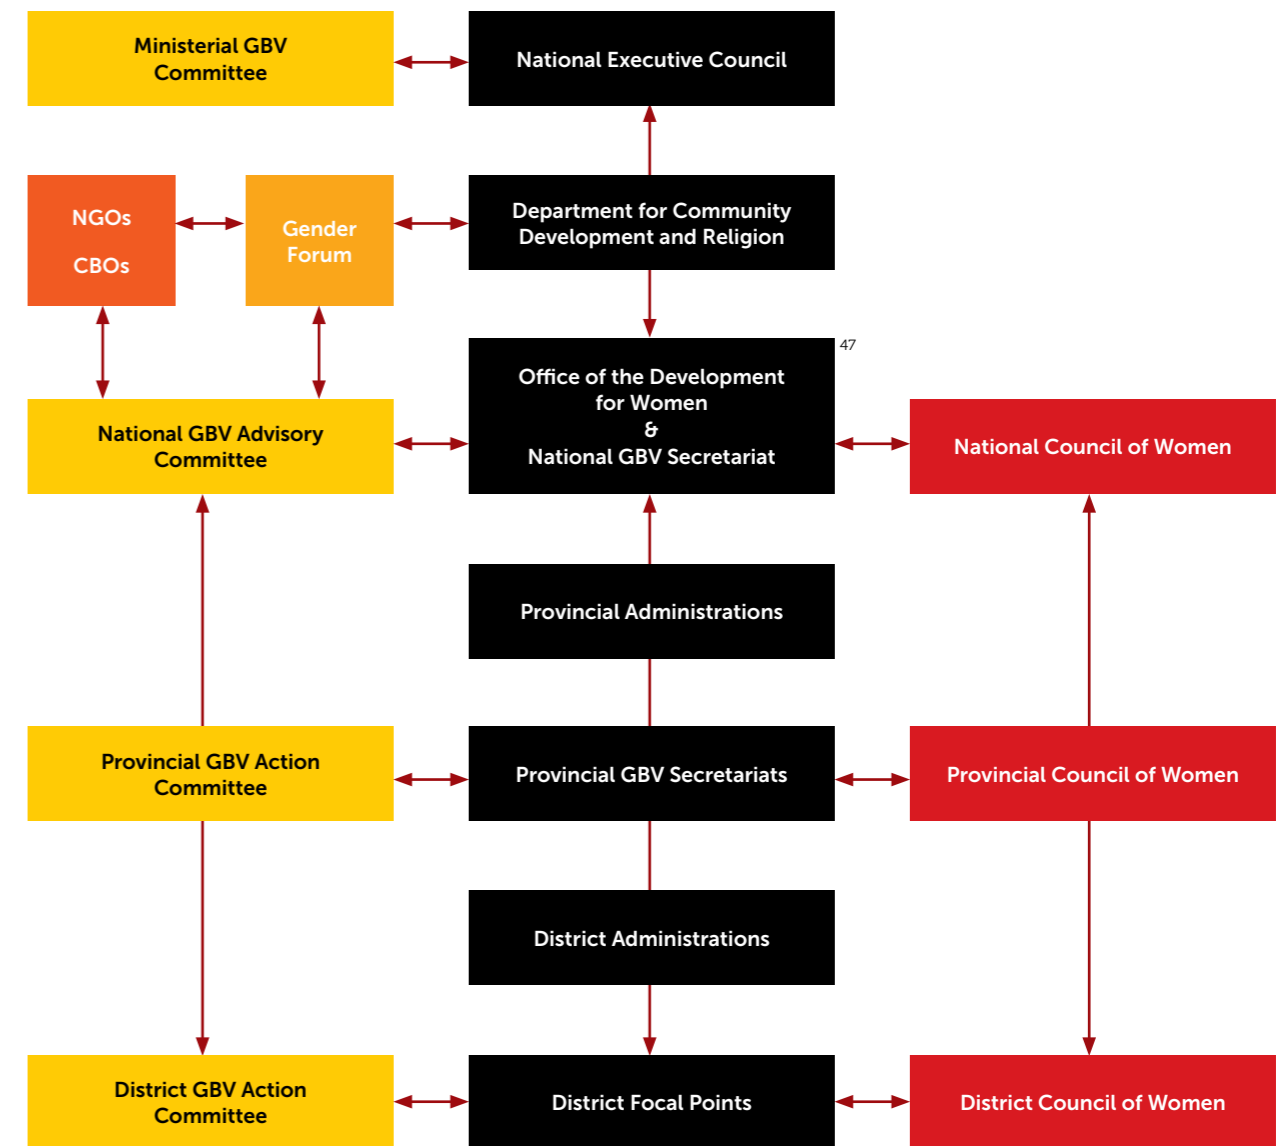 Ministerial GBV
Committee
National Executive Council
NGOs
CBOs
Gender
Forum
Department for Community
Development and Religion
47
Office of the Development
for Women
&
National GBV Secretariat
National GBV Advisory
Committee
National Council of Women
Provincial Administrations
Provincial GBV Action
Committee
Provincial GBV Secretariats
Provincial Council of Women
District Administrations
District GBV Action
Committee
District Focal Points
District Council of Women